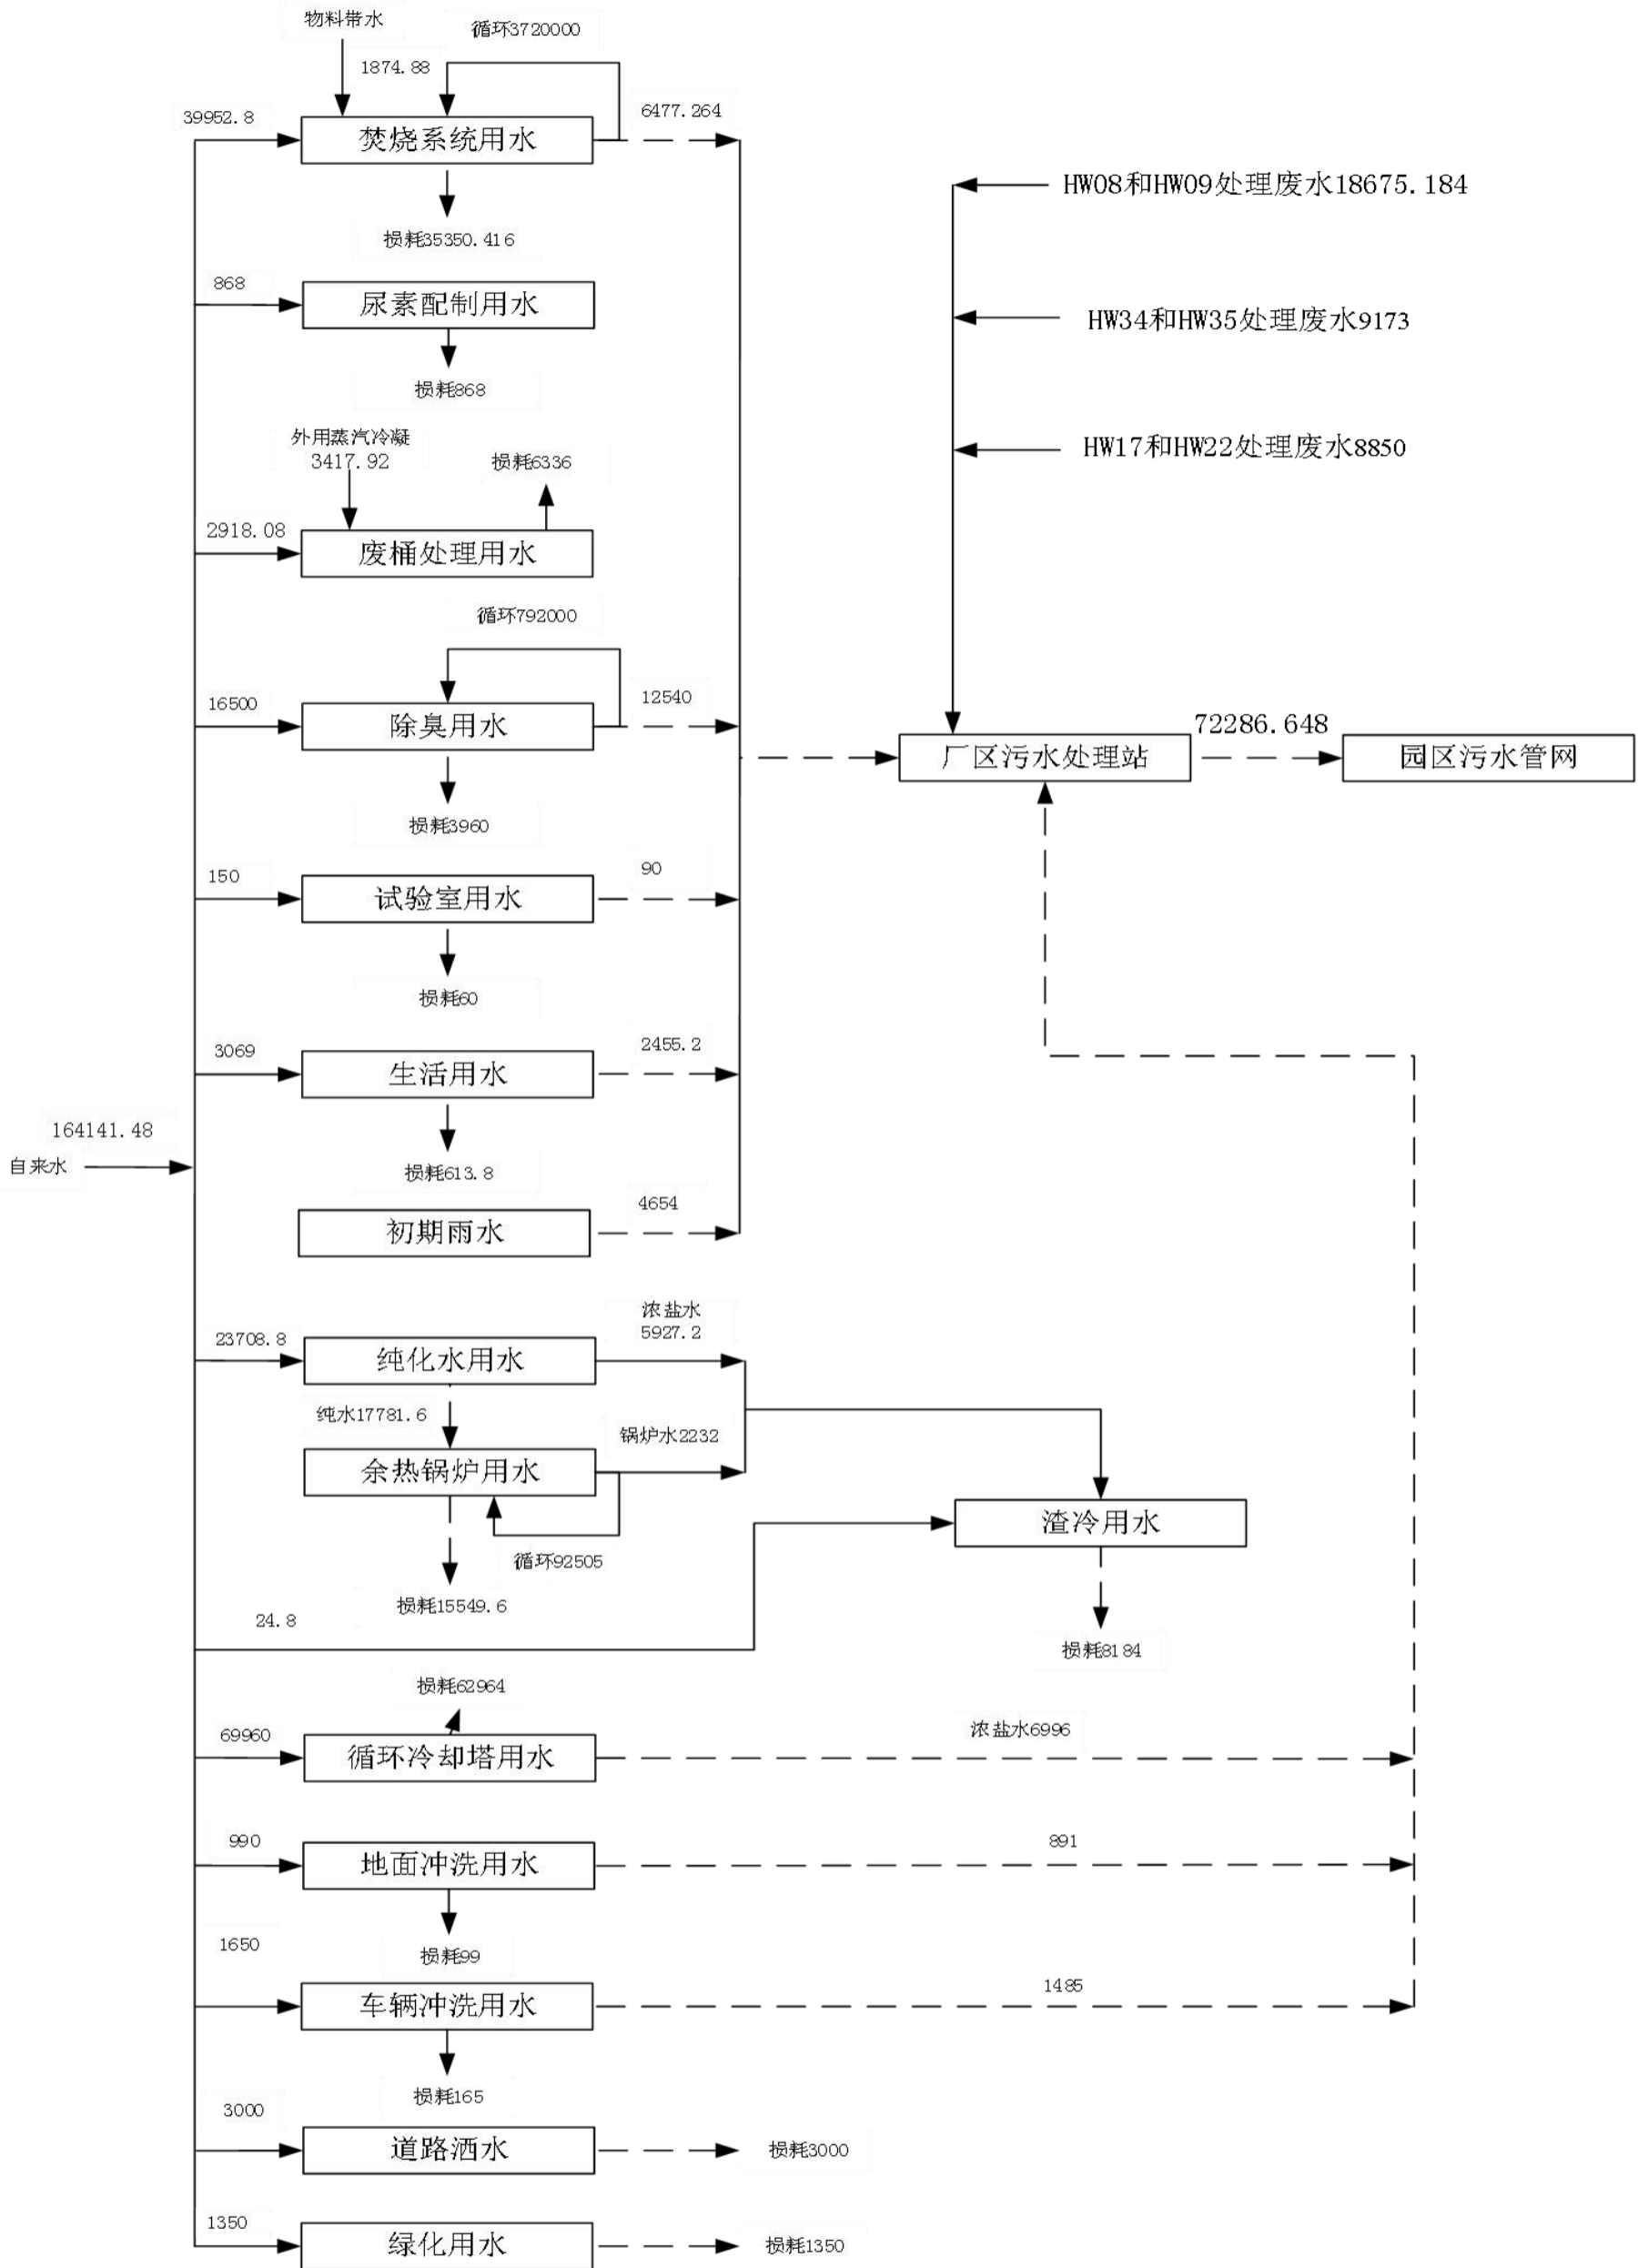 物料带水
循环3720000
1874.88
39952.8
6477.264
焚烧系统用水
HW08和HW09处理废水18675.184
损耗35350.416
868
尿素配制用水
HW34和HW35处理废水9173
损耗868
外用蒸汽冷凝
3417.92
损耗6336
HW17和HW22处理废水8850
2918.08
废桶处理用水
循环792000
16500
12540
除臭用水
72286.648
厂区污水处理站
园区污水管网
损耗3960
150
90
试验室用水
损耗60
3069
2455.2
生活用水
164141.48
自来水
损耗613.8
4654
初期雨水
浓盐水
5927.2
23708.8
纯化水用水
纯水17781.6
锅炉水2232
余热锅炉用水
渣冷用水
循环92505
损耗15549.6
24.8
损耗8184
损耗62964
69960
浓盐水6996
循环冷却塔用水
990
891
地面冲洗用水
1650
损耗99
1485
车辆冲洗用水
损耗165
3000
道路洒水
损耗3000
1350
绿化用水
损耗1350